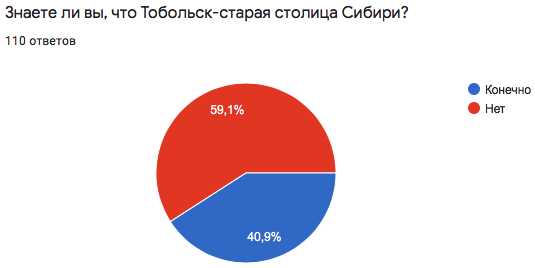 Знаете ли вы, что Тобольск-старая столица Сибири?
110 ответов
Конечно
Нет
59,1%
40,9%